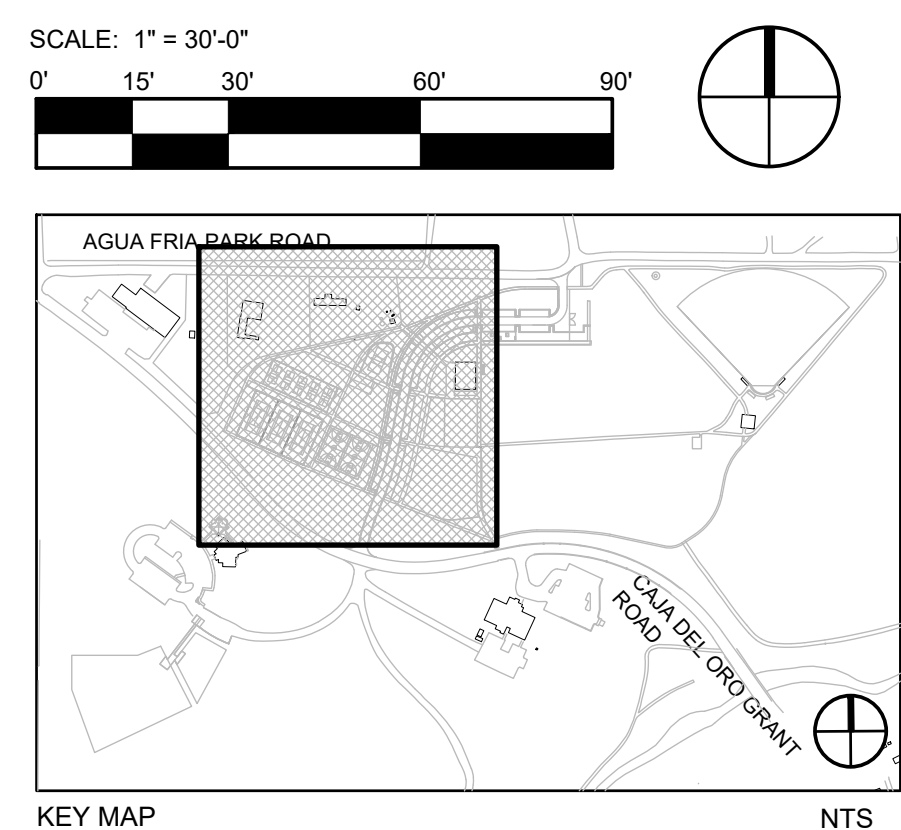 SCALE: 1" = 30'-0"
0' 15' 30' 60' 90'
AGUA FRIA PARK ROAD
CAJA DEL ORO GRANT
ROAD
KEY MAP NTS